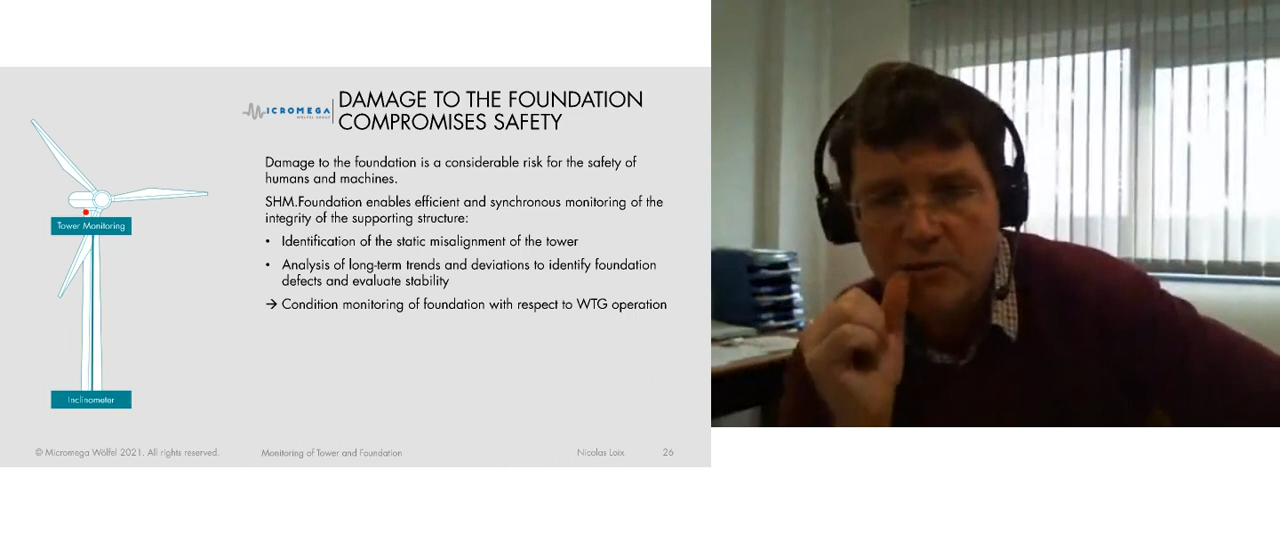 MICROMEGA
WÖLFEL GROUP
DAMAGE TO THE FOUNDATION
COMPROMISES SAFETY
Damage to the foundation is a considerable risk for the safety of
humans and machines.
SHM.Foundation enables efficient and synchronous monitoring of the
integrity of the supporting structure:
• Identification of the static misalignment of the tower
• Analysis of long-term trends and deviations to identify foundation
defects and evaluate stability
→ Condition monitoring of foundation with respect to WTG operation
Tower Monitoring
Inclinometer
© Micromega Wölfel 2021. All rights reserved.
Monitoring of Tower and Foundation
Nicolas Loix
26